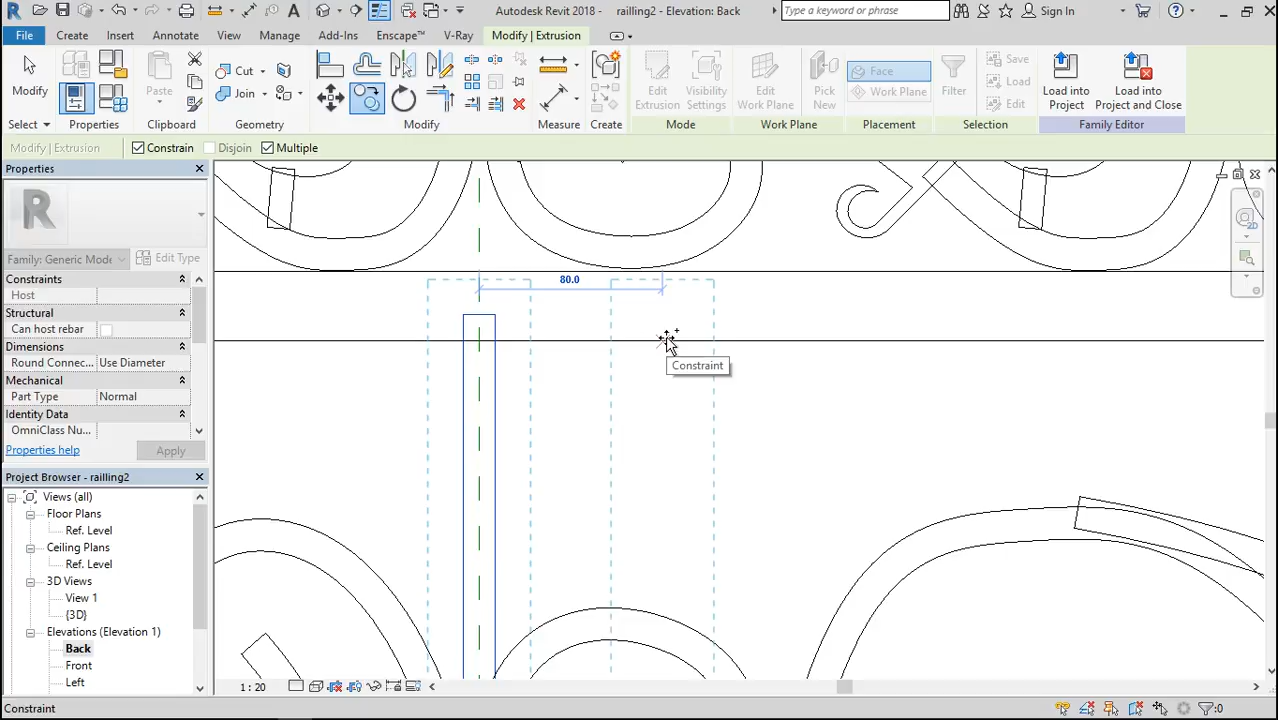 Autodesk Revit 2018 - railling2 - Elevation: Back
Type a keyword or phrase
Sign In
File
Create
Insert
Annotate
View
Manage
Add-Ins
Enscape™
V-Ray
Modify | Extrusion
Modify
Paste
Cut
Join
Edit
Extrusion
Visibility
Settings
Edit
Work Plane
Pick
New
Face
Work Plane
Filter
Save
Load
Edit
Load into
Project
Load into
Project and Close
Select
Properties
Clipboard
Geometry
Modify
Measure
Create
Mode
Work Plane
Placement
Selection
Family Editor
Modify | Extrusion
Constrain
Disjoin
Multiple
Properties
R
Family: Generic Mode
Edit Type
Constraints
Host
Structural
Can host rebar
Dimensions
Round Connec...
Use Diameter
Mechanical
Part Type
Normal
Identity Data
OmniClass Nu...
Properties help
Apply
Project Browser - railling2
Views (all)
Floor Plans
Ref. Level
Ceiling Plans
Ref. Level
3D Views
View 1
{3D}
Elevations (Elevation 1)
Back
Front
Left
80.0
Constraint
2D
1 : 20
Constraint
:0